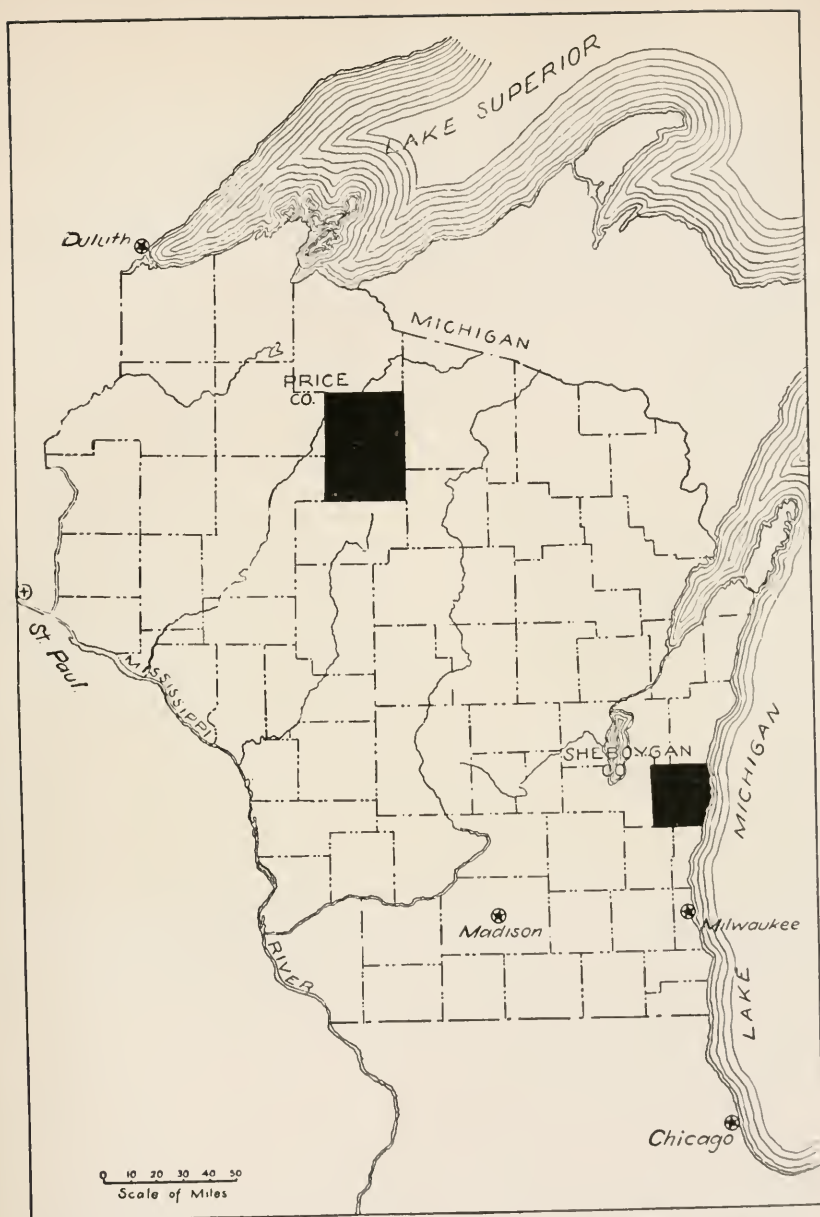 LAKE SUPERIOR
Duluth
MICHIGAN
PRICE
CO.
St. Paul.
MISSISSIPPI
SHEBOYGAN
CO
MICHIGAN
Madison
Milwaukee
RIVER
LAKE
Chicago
0 10 20 30 40 50
Scale of Miles